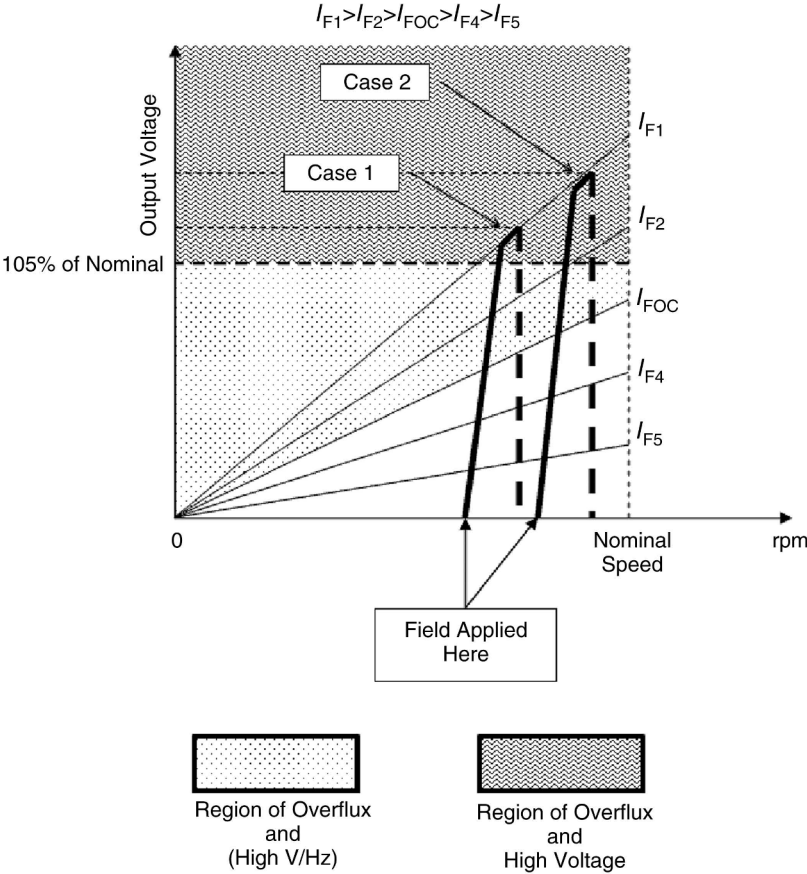 IF1>IF2>IFOC>IF4>IF5
Output Voltage
Case 2
Case 1
105% of Nominal
IF1
IF2
IFOC
IF4
IF5
0
Nominal
Speed
rpm
Field Applied
Here
Region of Overflux
and
(High V/Hz)
Region of Overflux
and
High Voltage